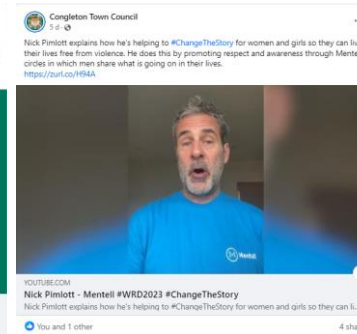 Congleton Town Council
5 d ·
Nick Pimlott explains how he's helping to #ChangeTheStory for women and girls so they can liv
their lives free from violence. He does this by promoting respect and awareness through Mente
circles in which men share what is going on in their lives.
https://zurl.co/H94A
Mentell
YOUTUBE.COM
Nick Pimlott - Mentell #WRD2023 #ChangeTheStory
Nick Pimlott explains how he's helping to #ChangeTheStory for women and girls so they can li...
You and 1 other
4 sha